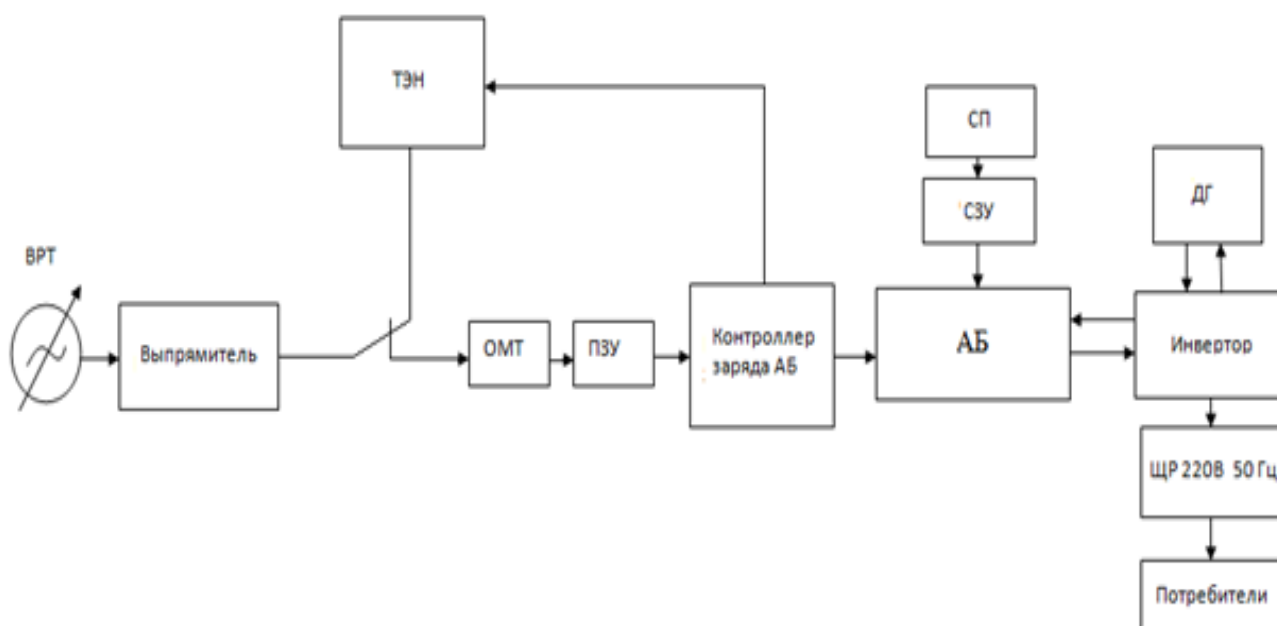 ТЭН
СП
СЗУ
ДГ
ВРТ
Выпрямитель
ОМТ
ПЗУ
Контроллер
заряда АБ
АБ
Инвертор
ЩР 220В 50 Гц
Потребители